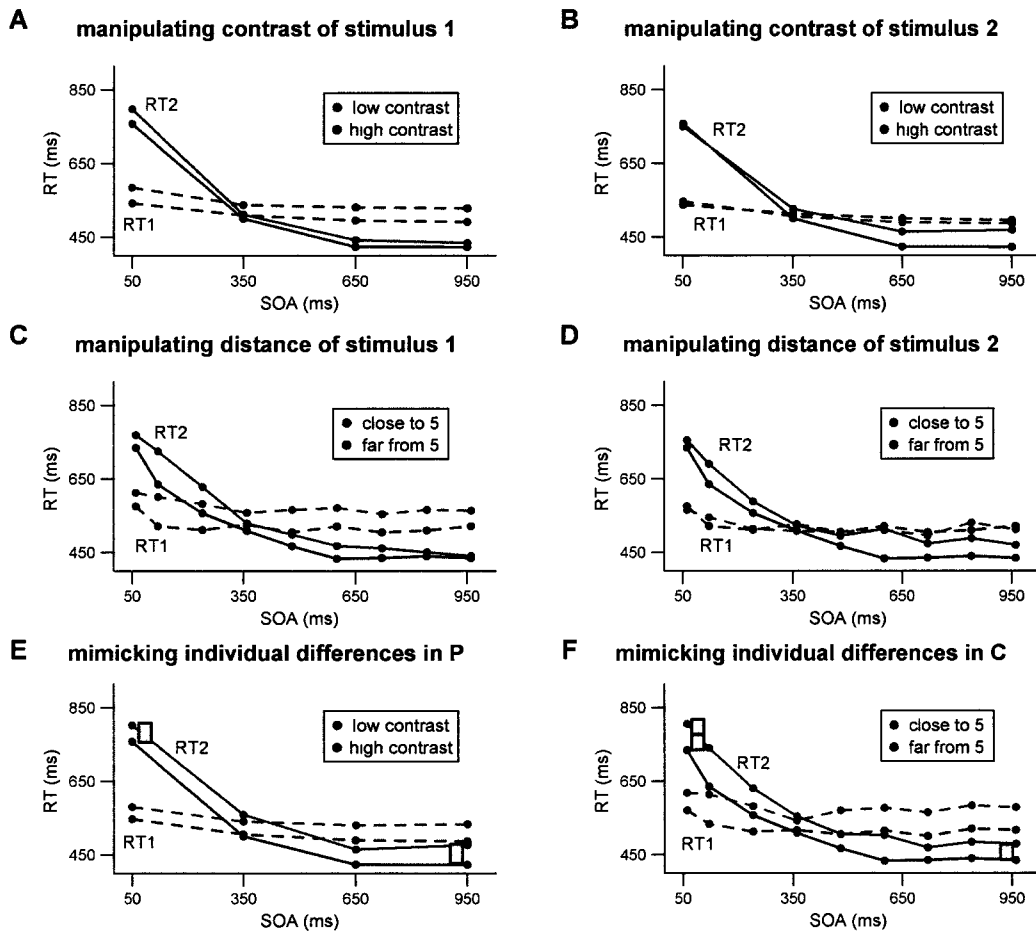 A manipulating contrast of stimulus 1
850
650
450
RT (ms)
RT2
RT1
low contrast
high contrast
50 350 650 950
SOA (ms)
B manipulating contrast of stimulus 2
850
650
450
RT (ms)
RT2
RT1
low contrast
high contrast
50 350 650 950
SOA (ms)
C manipulating distance of stimulus 1
850
650
450
RT (ms)
RT2
RT1
close to 5
far from 5
50 350 650 950
SOA (ms)
D manipulating distance of stimulus 2
850
650
450
RT (ms)
RT2
RT1
close to 5
far from 5
50 350 650 950
SOA (ms)
E mimicking individual differences in P
850
650
450
RT (ms)
RT2
RT1
low contrast
high contrast
50 350 650 950
SOA (ms)
F mimicking individual differences in C
850
650
450
RT (ms)
RT2
RT1
close to 5
far from 5
50 350 650 950
SOA (ms)